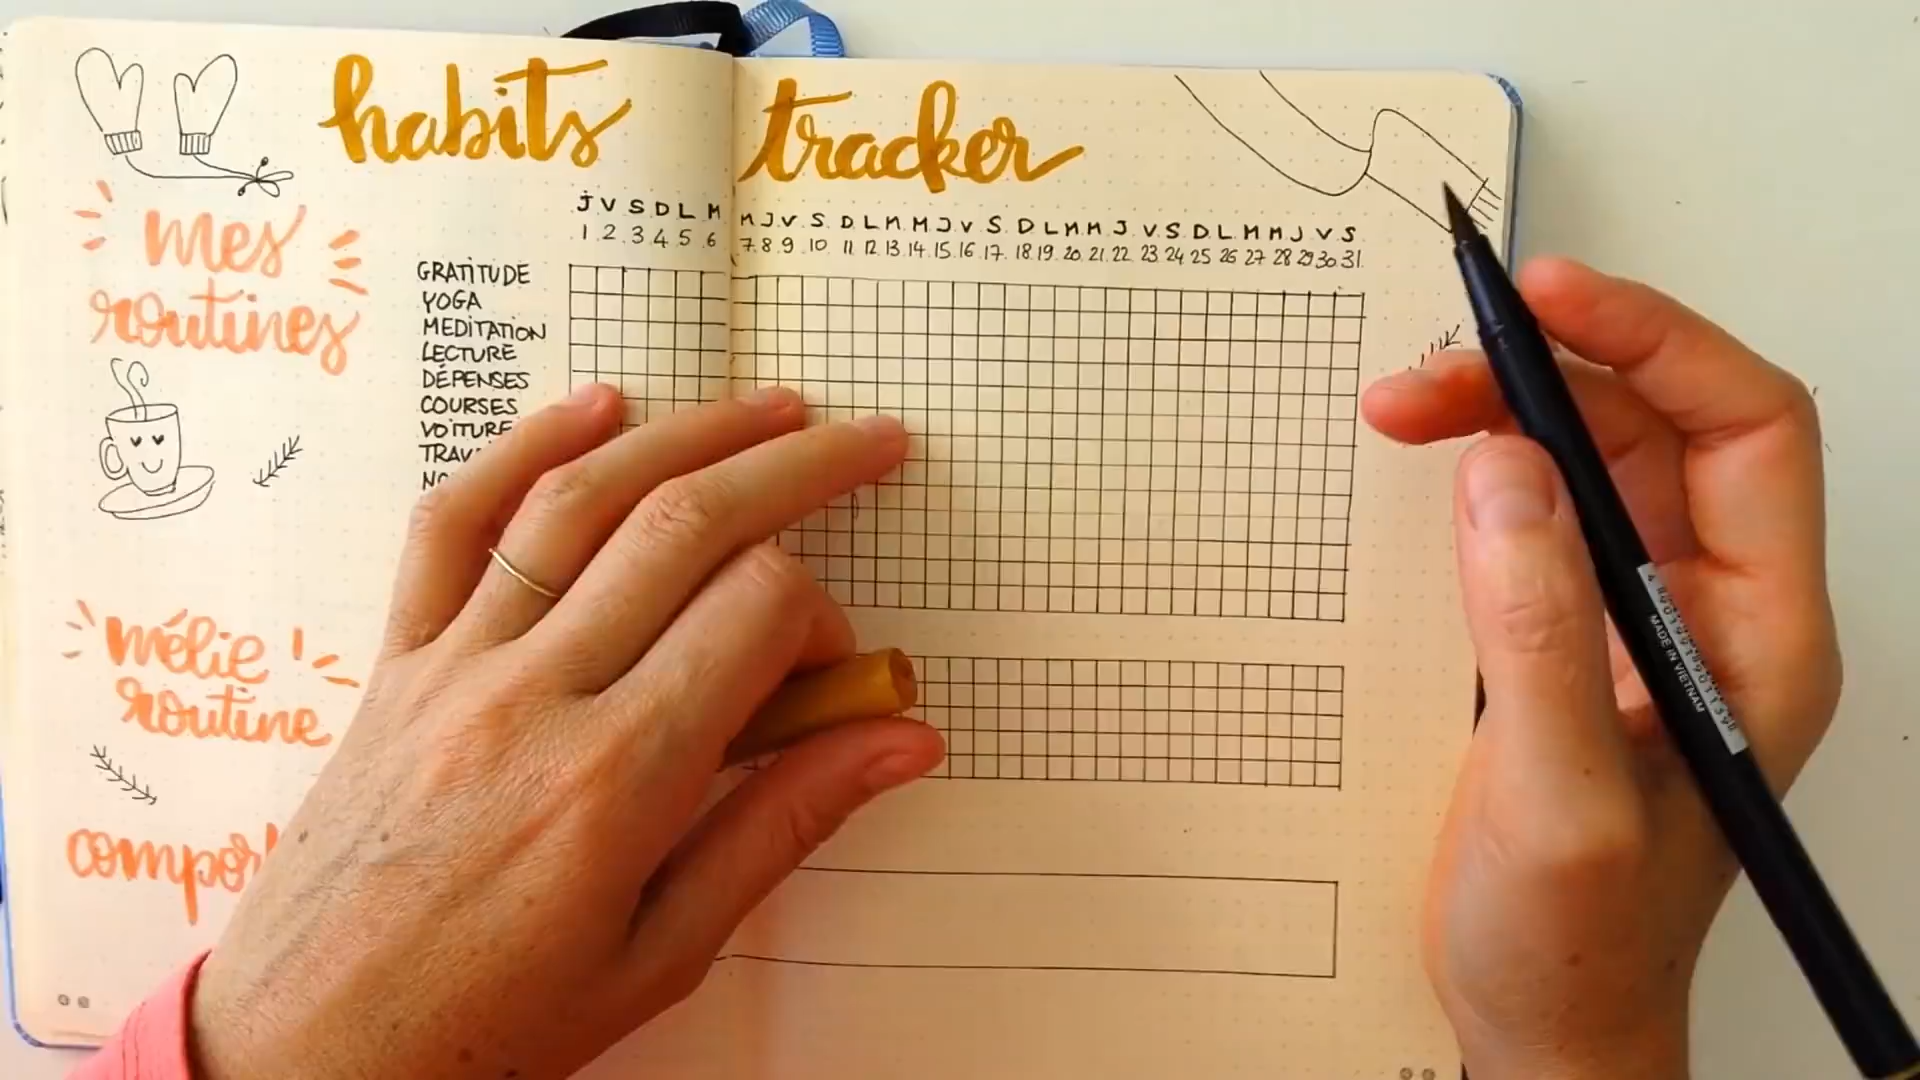 habits tracker
mes
routines
J V S D L M M J V S D L M M J V S D L M M J V S D L M M J V S
1 2 3 4 5 6 7 8 9 10 11 12 13 14 15 16 17 18 19 20 21 22 23 24 25 26 27 28 29 30 31
GRATITUDE
YOGA
MEDITATION
LECTURE
DÉPENSES
COURSES
VOITURE
mélie
routine
MADE IN VIETNAM